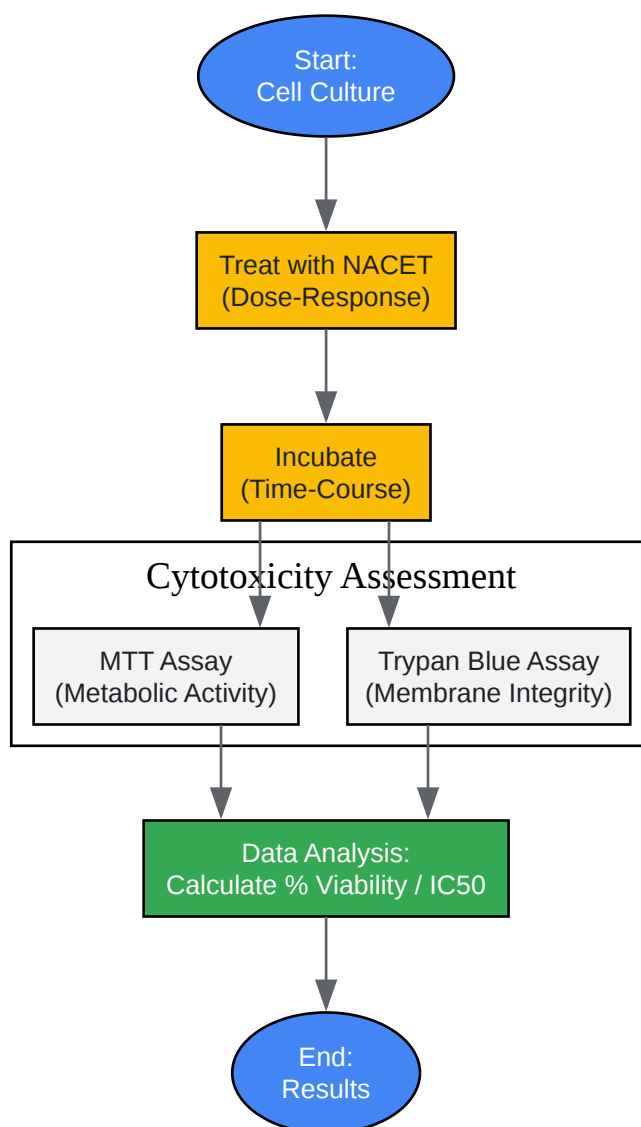 Start:
Cell Culture
Treat with NACET
(Dose-Response)
Incubate
(Time-Course)
Cytotoxicity Assessment
MTT Assay
(Metabolic Activity)
Trypan Blue Assay
(Membrane Integrity)
Data Analysis:
Calculate % Viability / IC50
End:
Results